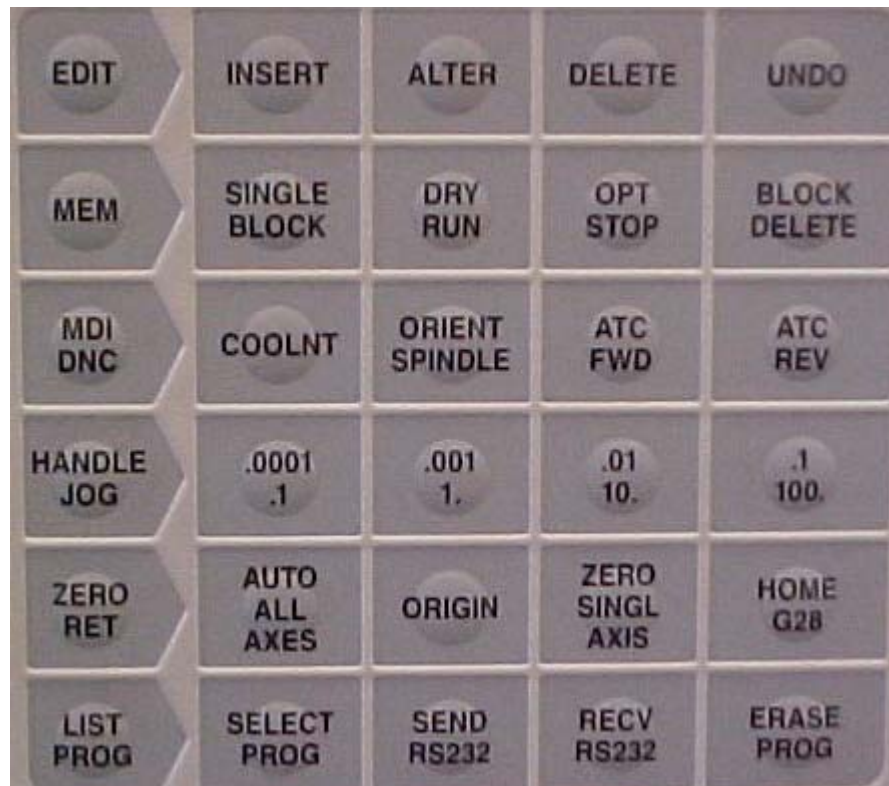 EDIT
INSERT
ALTER
DELETE
UNDO
MEM
SINGLE
BLOCK
DRY
RUN
OPT
STOP
BLOCK
DELETE
MDI
DNC
COOLNT
ORIENT
SPINDLE
ATC
FWD
ATC
REV
HANDLE
JOG
.0001
.1
.001
1.
.01
10.
.1
100.
ZERO
RET
AUTO
ALL
AXES
ORIGIN
ZERO
SINGL
AXIS
HOME
G28
LIST
PROG
SELECT
PROG
SEND
RS232
RECV
RS232
ERASE
PROG